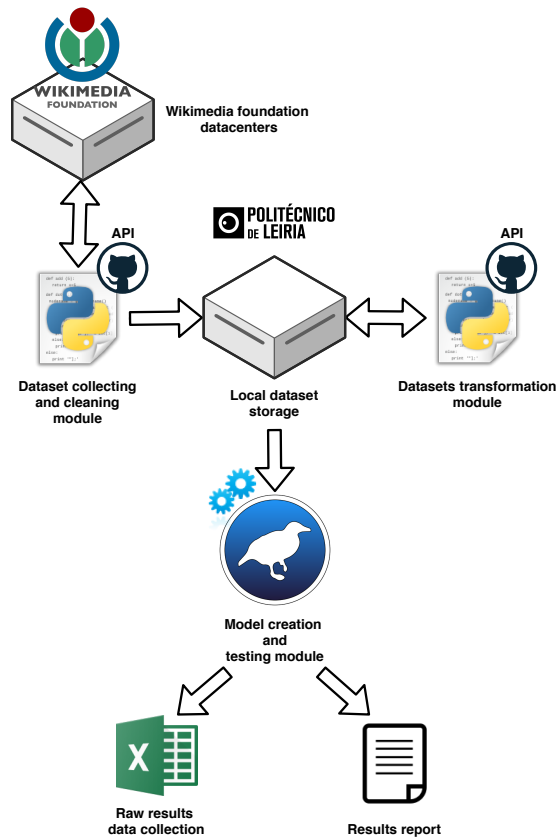 WIKIMEDIA
FOUNDATION
Wikimedia foundation
datacenters
API
POLITÉCNICO
DE LEIRIA
API
Dataset collecting
and cleaning
module
Local dataset
storage
Datasets transformation
module
Model creation
and
testing module
X
Raw results
data collection
Results report